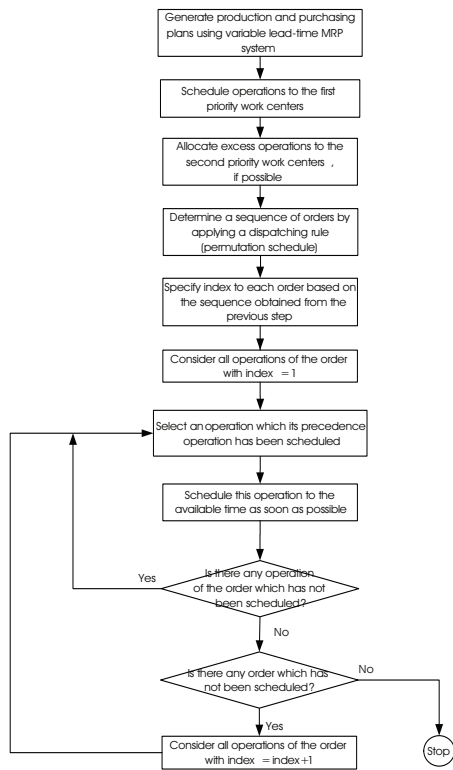 Generate production and purchasing
plans using variable lead-time MRP
system
Schedule operations to the first
priority work centers
Allocate excess operations to the
second priority work centers ,
if possible
Determine a sequence of orders by
applying a dispatching rule
(permutation schedule)
Specify index to each order based on
the sequence obtained from the
previous step
Consider all operations of the order
with index =1
Select an operation which its precedence
operation has been scheduled
Schedule this operation to the
available time as soon as possible
Is there any operation
of the order which has not
been scheduled?
Yes
No
Is there any order which has
not been scheduled?
No
Yes
Consider all operations of the order
with index =index+1
Stop